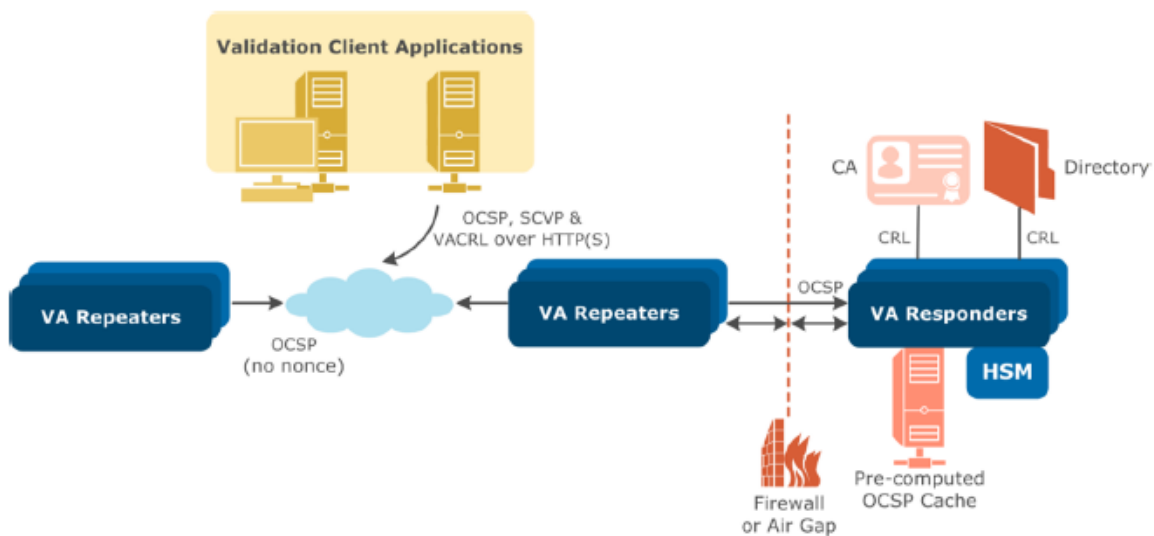 Validation Client Applications
CA
Directory
OCSP, SCVP &
VACRL over HTTP(S)
CRL
CRL
VA Repeaters
VA Repeaters
OCSP
VA Responders
OCSP
(no nonce)
HSM
Firewall
or Air Gap
Pre-computed
OCSP Cache